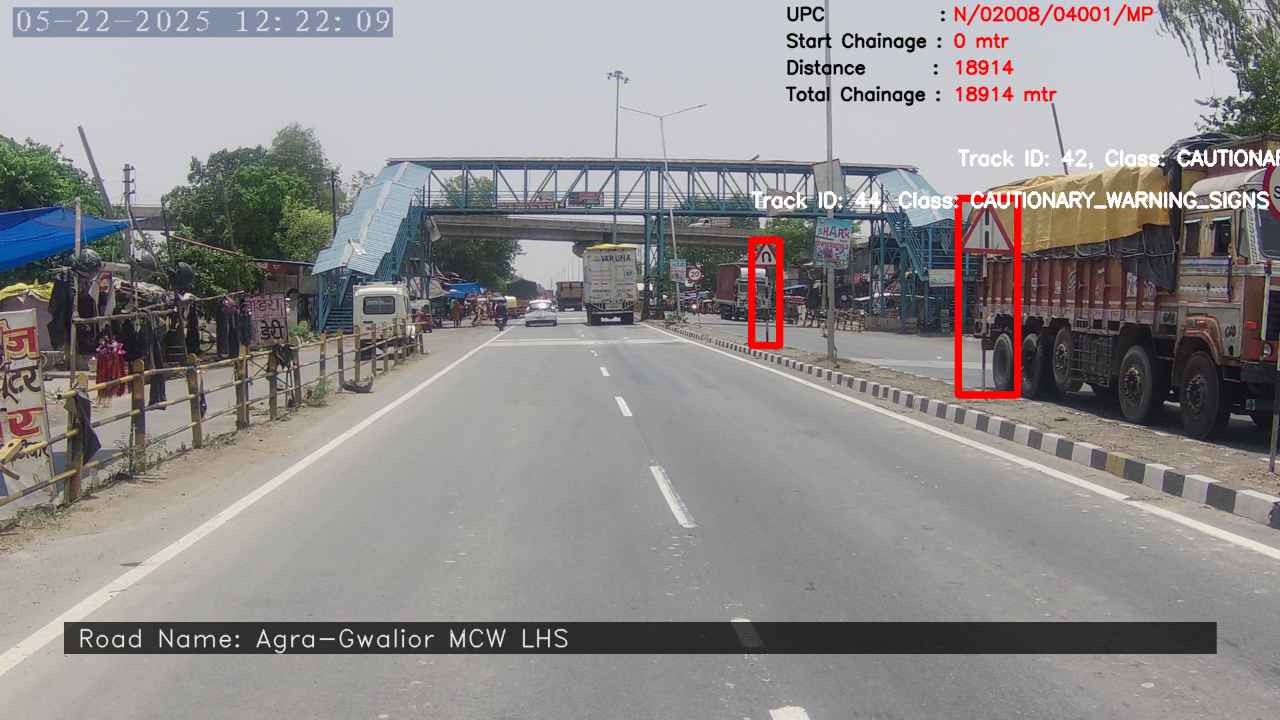 05-22-2025 12:22:09
UPC : N/02008/04001/MP
Start Chainage : 0 mtr
Distance : 18914
Total Chainage : 18914 mtr
Track ID: 42, Class: CAUTIONAR
Track ID: 44, Class: CAUTIONARY_WARNING_SIGNS
VARUHA
Road Name: Agra-Gwalior MCW LHS